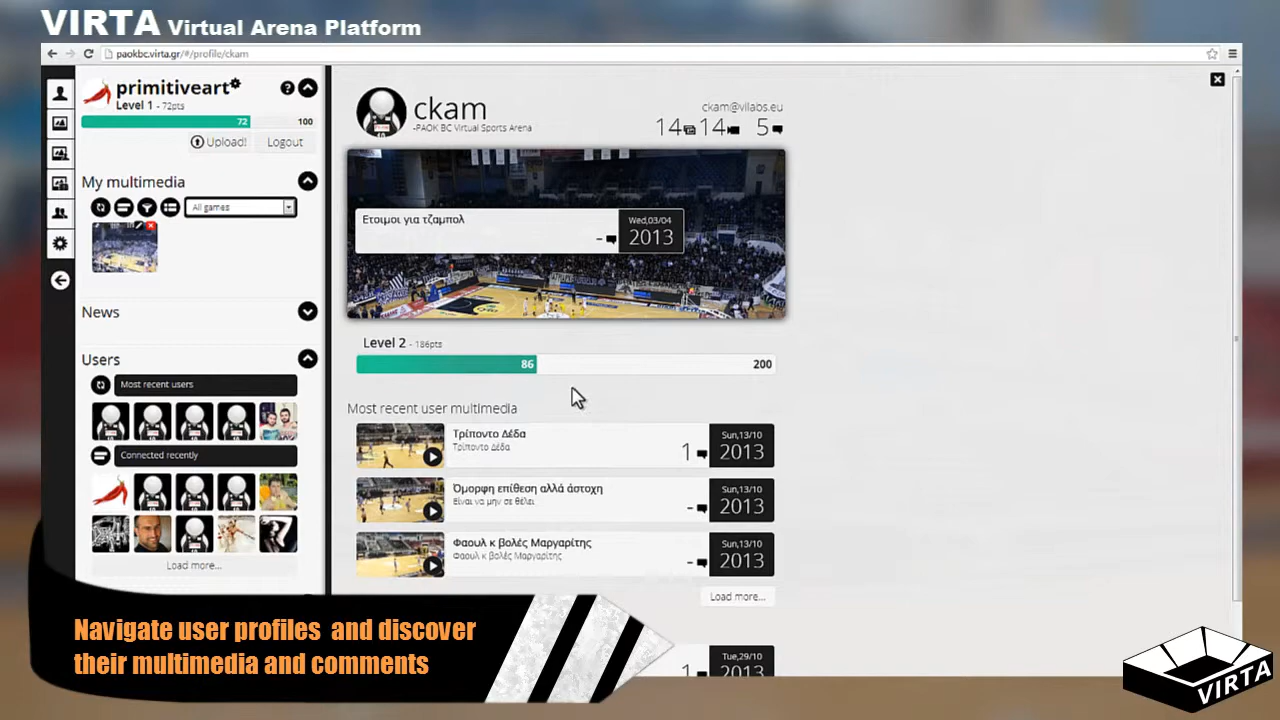 VIRTA Virtual Arena Platform
paokbc.virta.gr/#/profile/ckam
primitiveart
Level 1 - 72pts
72 100
Upload! Logout
My multimedia
All games
News
Users
Most recent users
Connected recently
Load more...
ckam
-PAOK BC Virtual Sports Arena
ckam@vilabs.eu
14 14 5
Ετοιμοι για τζαμπολ
Wed,03/04
- 2013
Level 2 - 186pts
86 200
Most recent user multimedia
Τρίποντο Δέδα
Τρίποντο Δέδα
Sun,13/10
1 2013
Όμορφη επίθεση αλλά άστοχη
Είναι να μην σε θέλει
Sun,13/10
- 2013
Φαουλ κ βολές Μαργαρίτης
Φαουλ κ βολές Μαργαρίτης
Sun,13/10
- 2013
Load more...
Tue,29/10
1 2013
Navigate user profiles and discover
their multimedia and comments
VIRTA